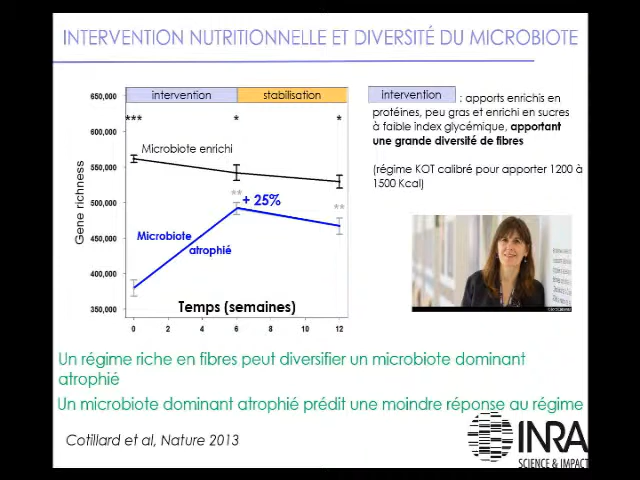 INTERVENTION NUTRITIONNELLE ET DIVERSITÉ DU MICROBIOTE
intervention
stabilisation
650,000
600,000
550,000
500,000
450,000
400,000
350,000
Gene richness
***
*
*
Microbiote enrichi
**
+ 25%
**
Microbiote
atrophié
Temps (semaines)
0 2 4 6 8 10 12
intervention : apports enrichis en
protéines, peu gras et enrichi en sucres
à faible index glycémique, apportant
une grande diversité de fibres
(régime KOT calibré pour apporter 1200 à
1500 Kcal)
Un régime riche en fibres peut diversifier un microbiote dominant
atrophié
Un microbiote dominant atrophié prédit une moindre réponse au régime
Cotillard et al, Nature 2013
INRA
SCIENCE & IMPACT